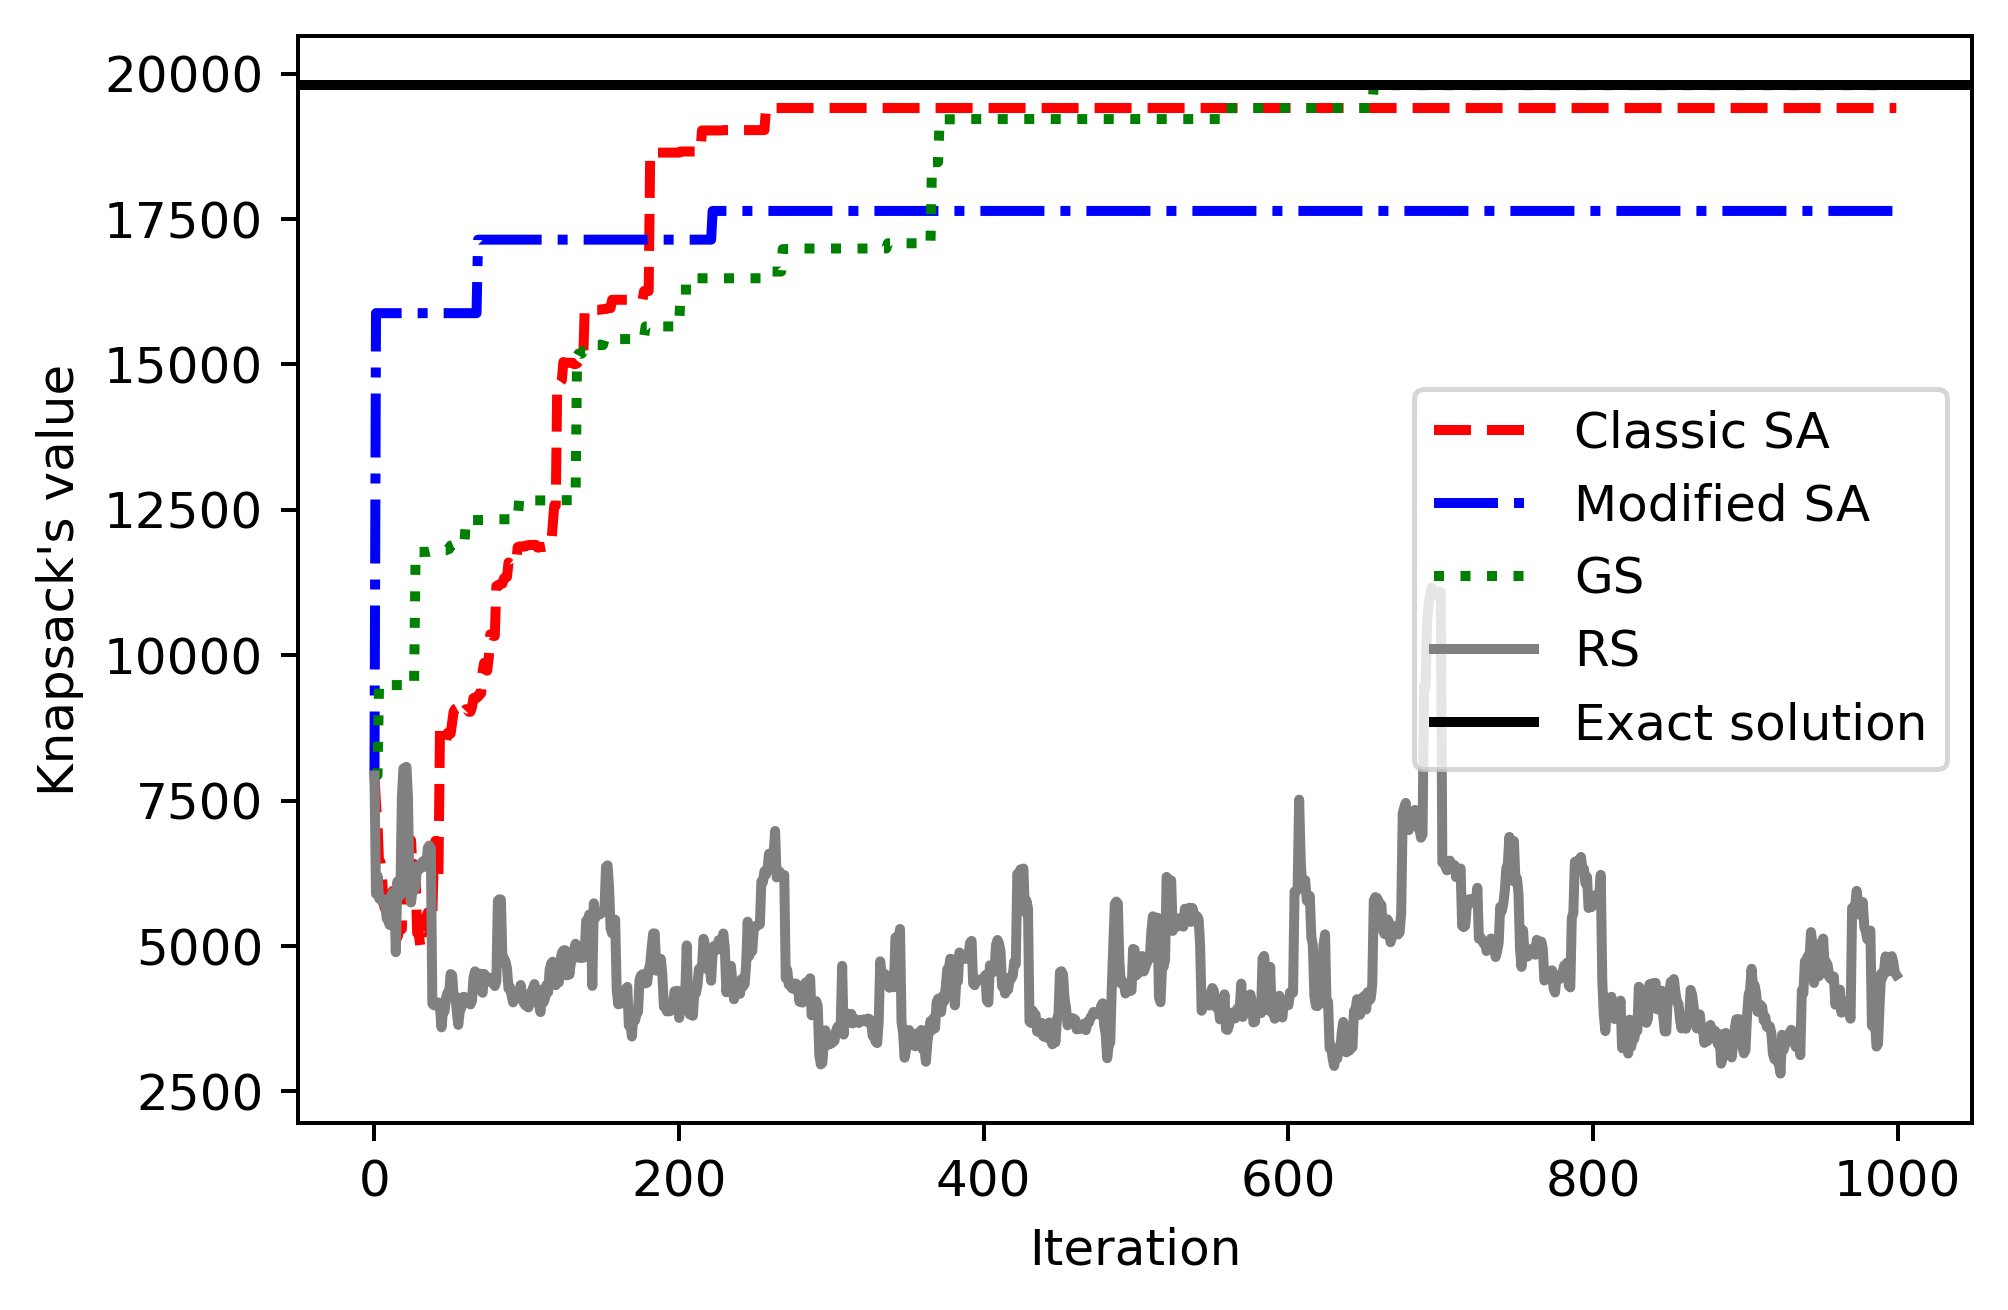 20000
17500
15000
12500
10000
7500
5000
2500
Knapsack's value
Classic SA
Modified SA
GS
RS
Exact solution
0 200 400 600 800 1000
Iteration